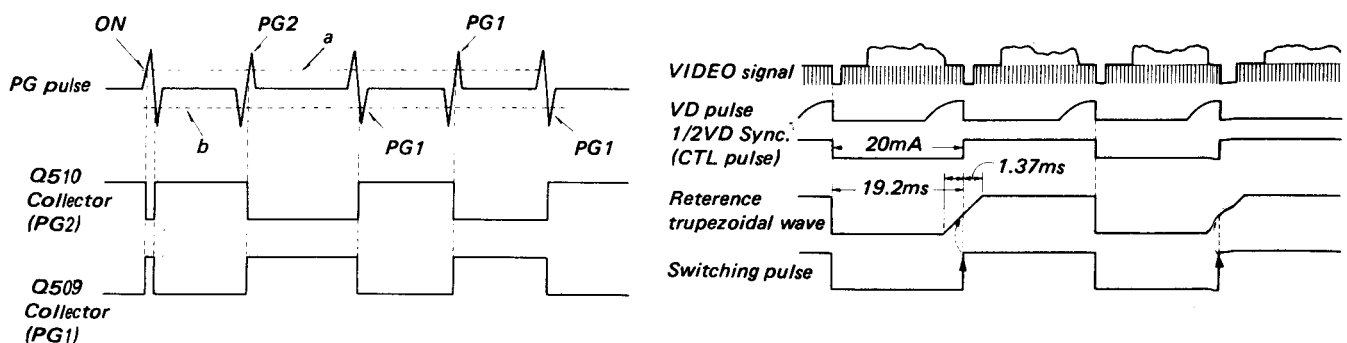 ON
PG2
a
PG1
PG pulse
b
PG1
PG1
Q510
Collector
(PG2)
Q509
Collector
(PG1)
VIDEO signal
VD pulse
1/2VD Sync.
(CTL pulse)
20mA
1.37ms
19.2ms
Reterence
trupezoidal wave
Switching pulse